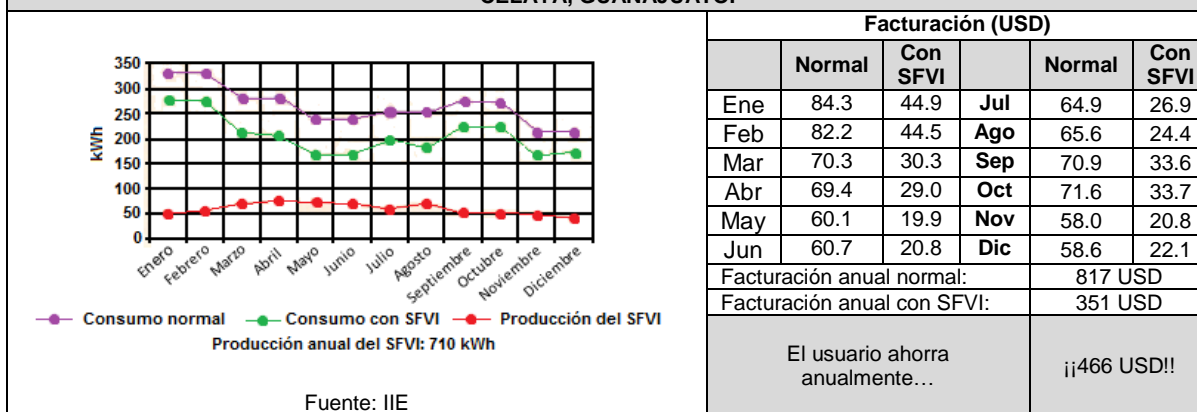 CELAYA, GUANAJUATO.
350
300
250
200
150
100
50
0
kWh
Enero
Febrero
Marzo
Abril
Mayo
Junio
Julio
Agosto
Septiembre
Octubre
Noviembre
Diciembre
Consumo normal Consumo con SFVI Producción del SFVI
Producción anual del SFVI: 710 kWh
Fuente: IIE
Facturación (USD)
Normal Con SFVI Normal Con SFVI
Ene 84.3 44.9 Jul 64.9 26.9
Feb 82.2 44.5 Ago 65.6 24.4
Mar 70.3 30.3 Sep 70.9 33.6
Abr 69.4 29.0 Oct 71.6 33.7
May 60.1 19.9 Nov 58.0 20.8
Jun 60.7 20.8 Dic 58.6 22.1
Facturación anual normal: 817 USD
Facturación anual con SFVI: 351 USD
El usuario ahorra
anualmente… ¡¡466 USD!!